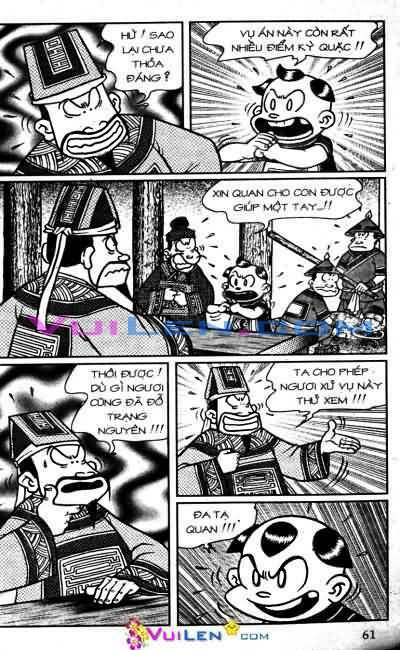 HỪ! SAO
LẠI CHƯA
THỎA
ĐÁNG?
VỤ ÁN NÀY CÒN RẤT
NHIỀU ĐIỂM KỲ QUẶC!!
XIN QUAN CHO CON ĐƯỢC
GIÚP MỘT TAY...!!
VUILEN.COM
THÔI ĐƯỢC!
DÙ GÌ NGƯƠI
CŨNG ĐÃ ĐỖ
TRẠNG
NGUYÊN!!!
TA CHO PHÉP
NGƯƠI XỬ VỤ NÀY
THỬ XEM!!!
ĐA TẠ
QUAN!!!
61
VUILEN.COM